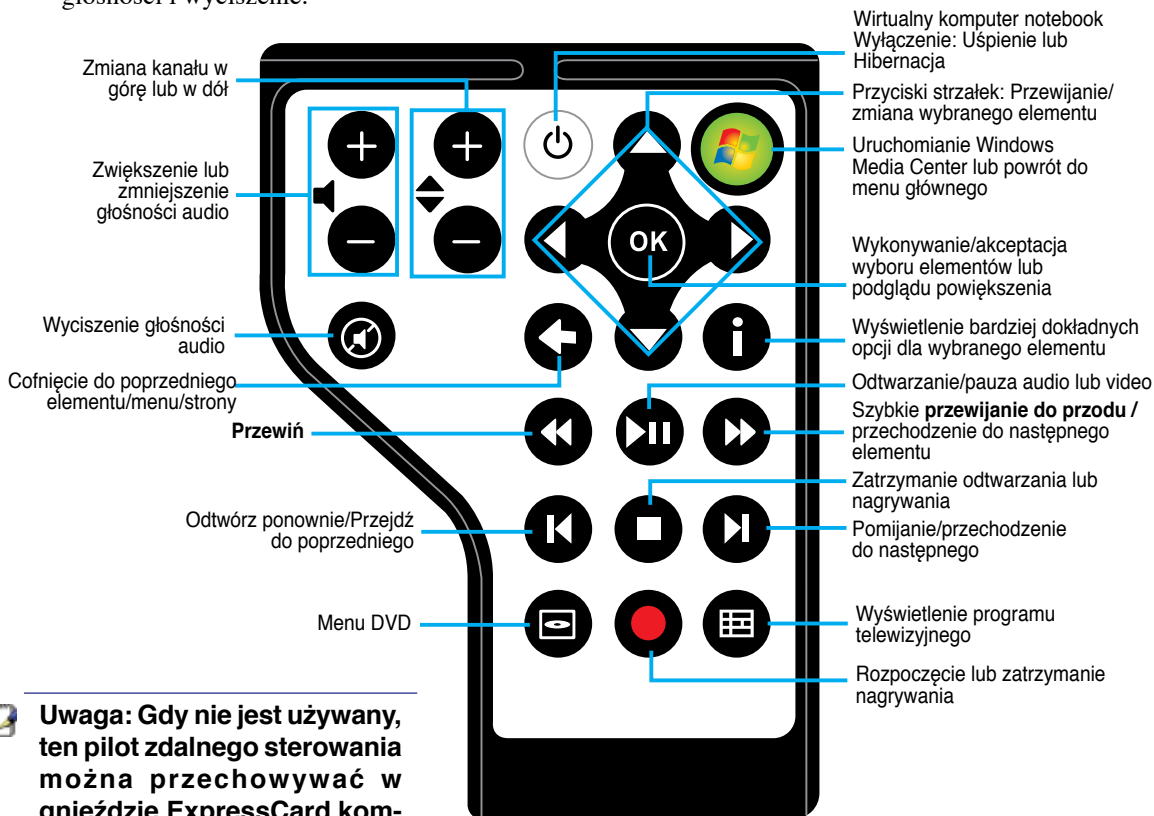 głośności i wyciszenie.
Wirtualny komputer notebook
Wyłączenie: Uśpienie lub
Hibernacja
Zmiana kanału w
górę lub w dół
Przyciski strzałek: Przewijanie/
zmiana wybranego elementu
Uruchomianie Windows
Media Center lub powrót do
menu głównego
Zwiększenie lub
zmniejszenie
głośności audio
OK
Wykonywanie/akceptacja
wyboru elementów lub
podglądu powiększenia
Wyciszenie głośności
audio
Wyświetlenie bardziej dokładnych
opcji dla wybranego elementu
Cofnięcie do poprzedniego
elementu/menu/strony
Odtwarzanie/pauza audio lub video
Przewiń
Szybkie przewijanie do przodu /
przechodzenie do następnego
elementu
Zatrzymanie odtwarzania lub
nagrywania
Odtwórz ponownie/Przejdź
do poprzedniego
Pomijanie/przechodzenie
do następnego
Menu DVD
Wyświetlenie programu
telewizyjnego
Rozpoczęcie lub zatrzymanie
nagrywania
Uwaga: Gdy nie jest używany,
ten pilot zdalnego sterowania
można przechowywać w
gnieździe ExpressCard kom-